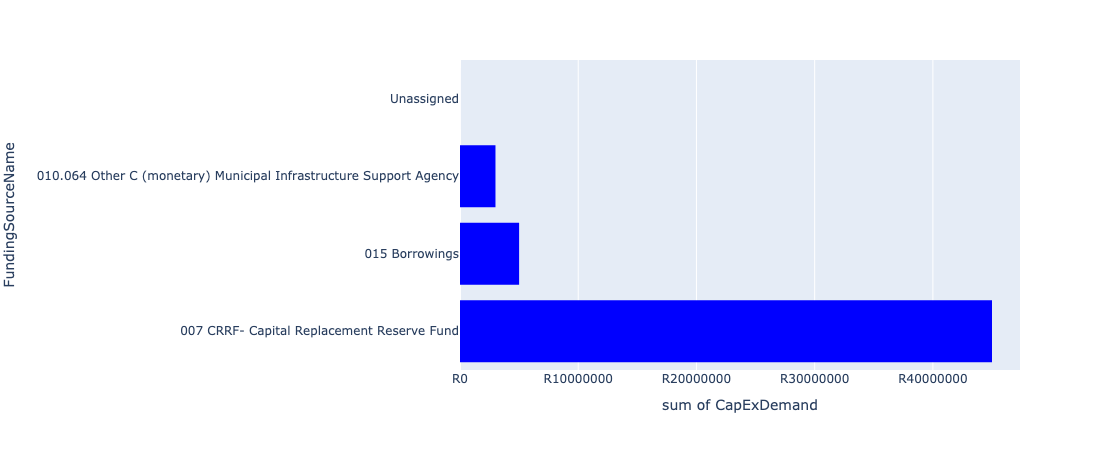 FundingSourceName
Unassigned
010.064 Other C (monetary) Municipal Infrastructure Support Agency
015 Borrowings
007 CRRF- Capital Replacement Reserve Fund
R0 R10000000 R20000000 R30000000 R40000000
sum of CapExDemand